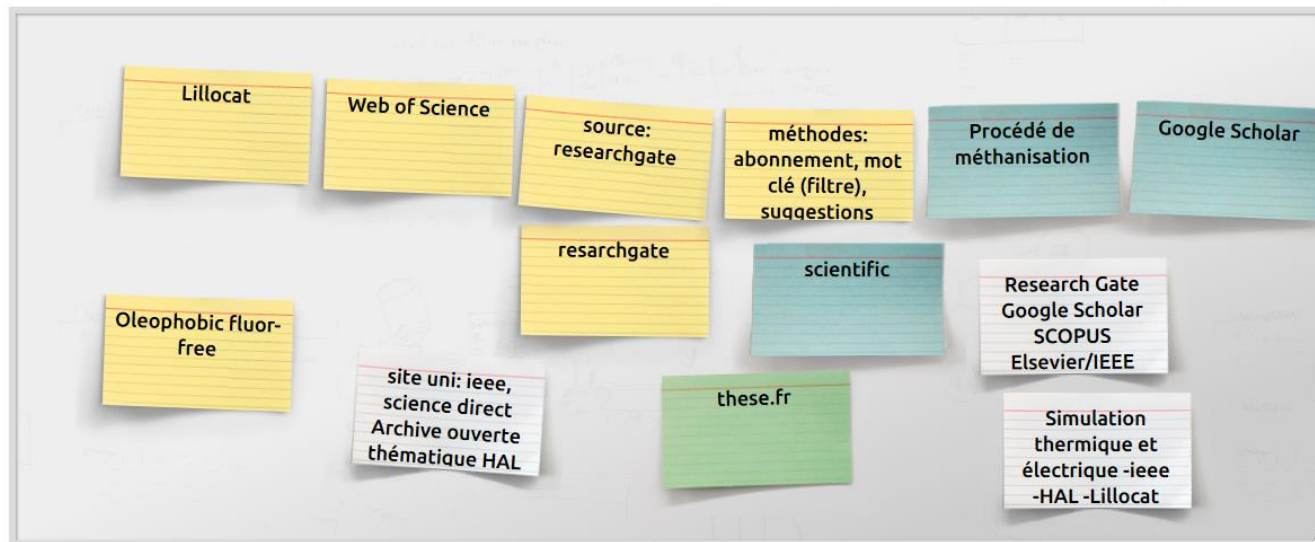 Lillocat
Web of Science
source:
researchgate
méthodes:
abonnement, mot
clé (filtre),
suggestions
Procédé de
méthanisation
Google Scholar
resarchgate
scientific
Research Gate
Google Scholar
SCOPUS
Elsevier/IEEE
Oleophobic fluor-
free
site uni: ieee,
science direct
Archive ouverte
thématique HAL
these.fr
Simulation
thermique et
électrique -ieee
-HAL -Lillocat